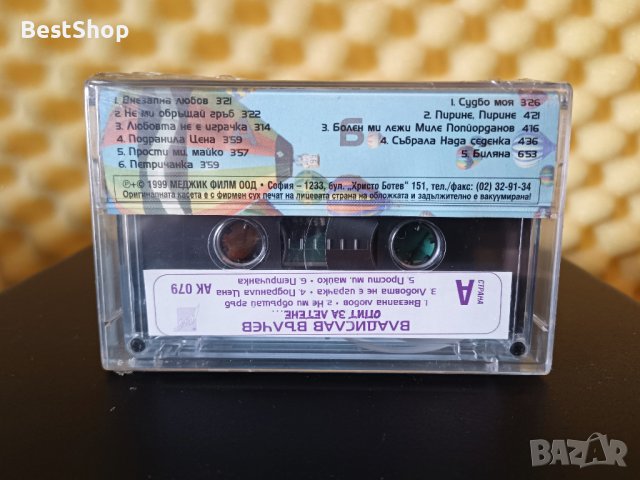 BestShop
1. Внезапна любов 3'21
2. Не ми обръщай гръб 3'22
3. Любовта не е играчка 3'14
4. Подранила Цена 3'59
5. Прости ми, майко 3'57
6. Петричанка 3'59
Б
1. Съдбо моя 3'26
2. Пирине, Пирине 4'21
3. Болен ми лежи Миле Попйорданов 4'16
4. Събрала Нада седенка 4'36
5. Биляна 6'53
℗+© 1999 МЕДЖИК ФИЛМ ООД • София – 1233, бул. „Христо Ботев" 151, тел./факс: (02) 32-91-34
Оригиналната касета е с фирмен сух печат на лицевата страна на обложката и задължително е вакуумирана!
ВЛАДИСЛАВ ВЪЛЧЕВ
ОПИТ ЗА ЛЕТЕНЕ...
1. Внезапна любов • 2. Не ми обръщай гръб
3. Любовта не е играчка • 4. Подранила Цена
5. Прости ми, майко • 6. Петричанка
СТРАНА
А
АК 079
BAZAR